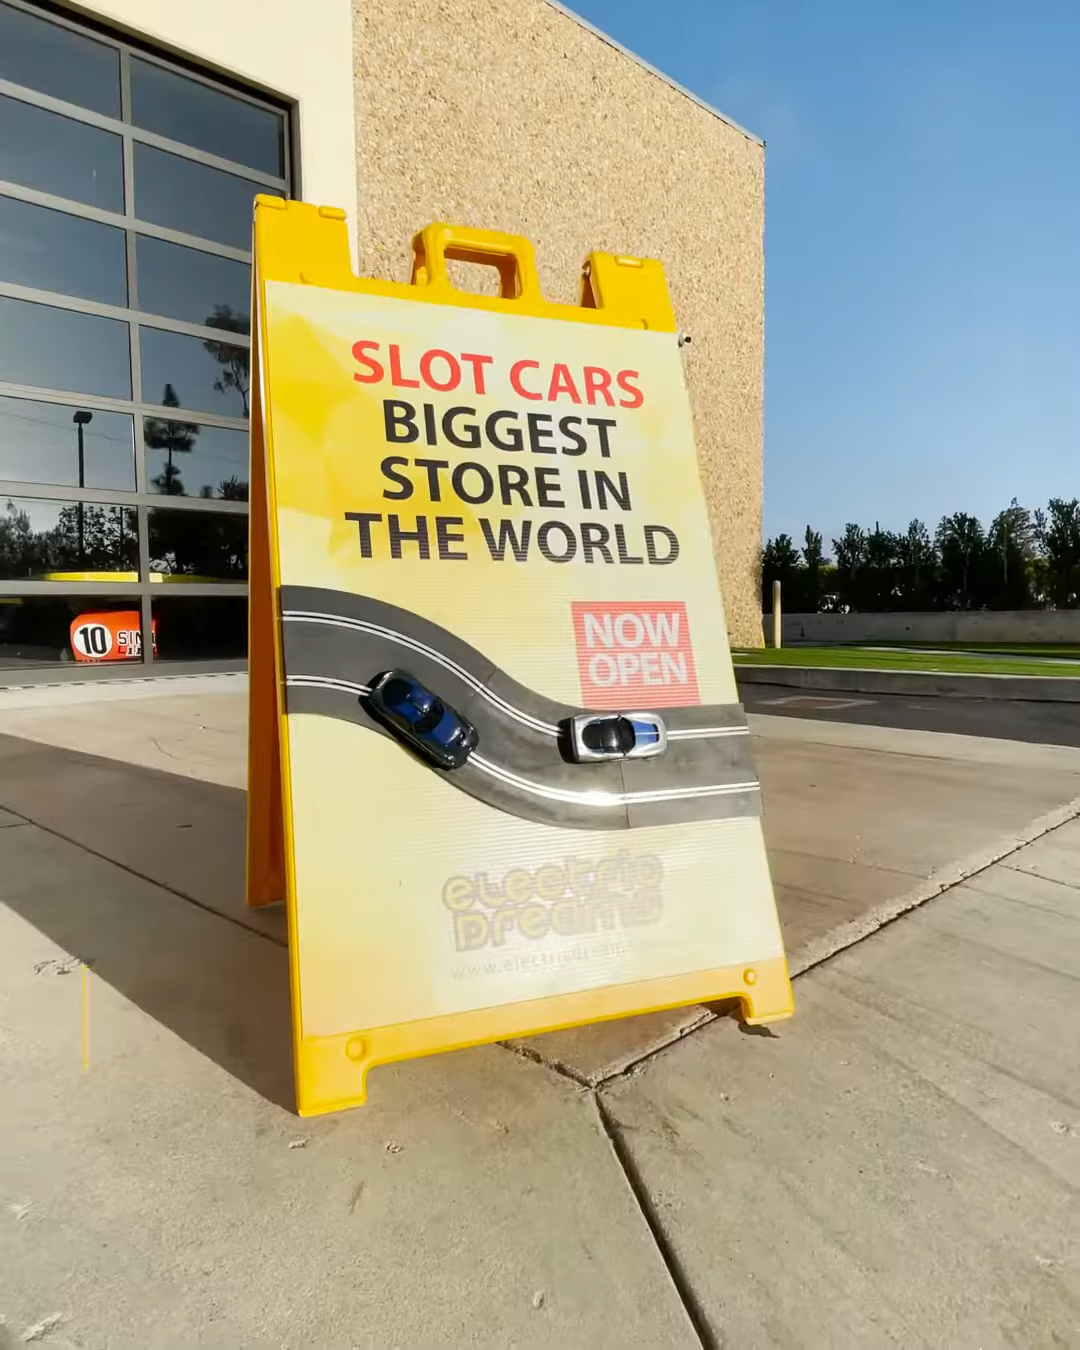 SLOT CARS
BIGGEST
STORE IN
THE WORLD
NOW
OPEN
electric
Dreams
10